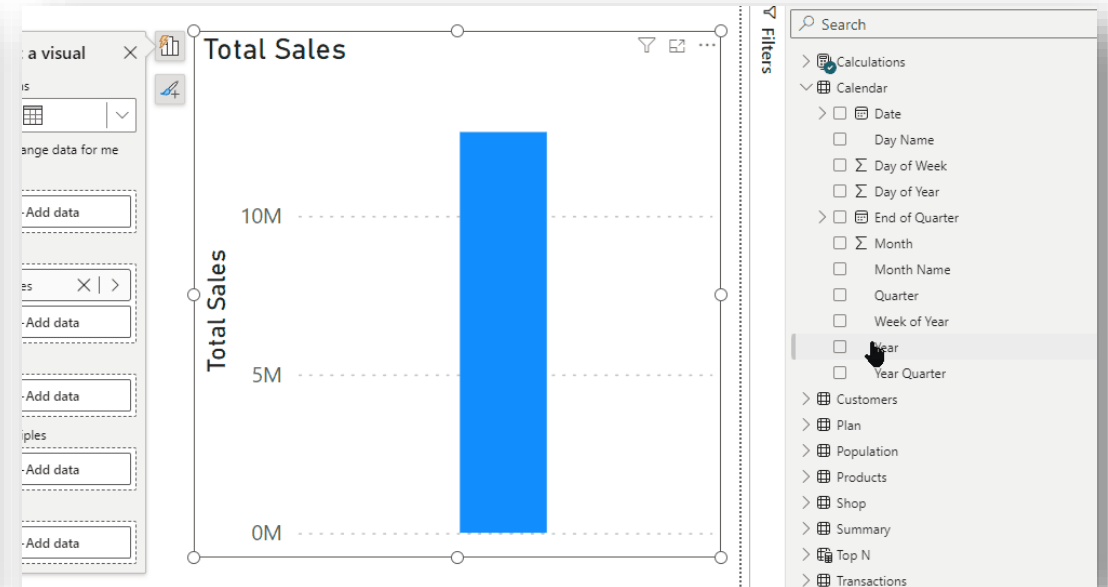 a visual
ange data for me
Add data
es
Add data
Add data
iples
Add data
Add data
Total Sales
10M
5M
0M
Total Sales
Filters
Search
Calculations
Calendar
Date
Day Name
Day of Week
Day of Year
End of Quarter
Month
Month Name
Quarter
Week of Year
ear
Year Quarter
Customers
Plan
Population
Products
Shop
Summary
Top N
Transactions